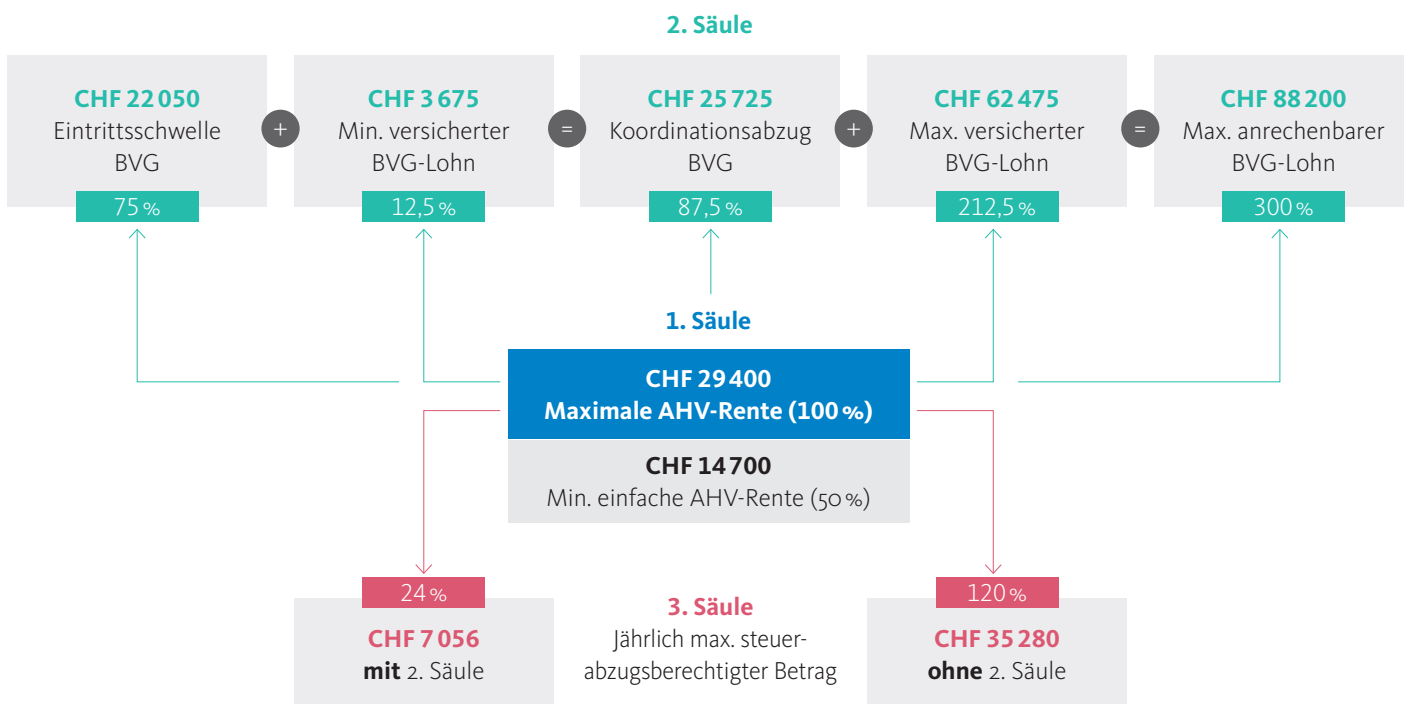 2. Säule
CHF 22 050
Eintrittsschwelle
BVG
75 %
+
CHF 3 675
Min. versicherter
BVG-Lohn
12,5 %
=
CHF 25 725
Koordinationsabzug
BVG
87,5 %
+
CHF 62 475
Max. versicherter
BVG-Lohn
212,5 %
=
CHF 88 200
Max. anrechenbarer
BVG-Lohn
300 %
1. Säule
CHF 29 400
Maximale AHV-Rente (100 %)
CHF 14 700
Min. einfache AHV-Rente (50 %)
24 %
CHF 7 056
mit 2. Säule
3. Säule
Jährlich max. steuer-
abzugsberechtigter Betrag
120 %
CHF 35 280
ohne 2. Säule